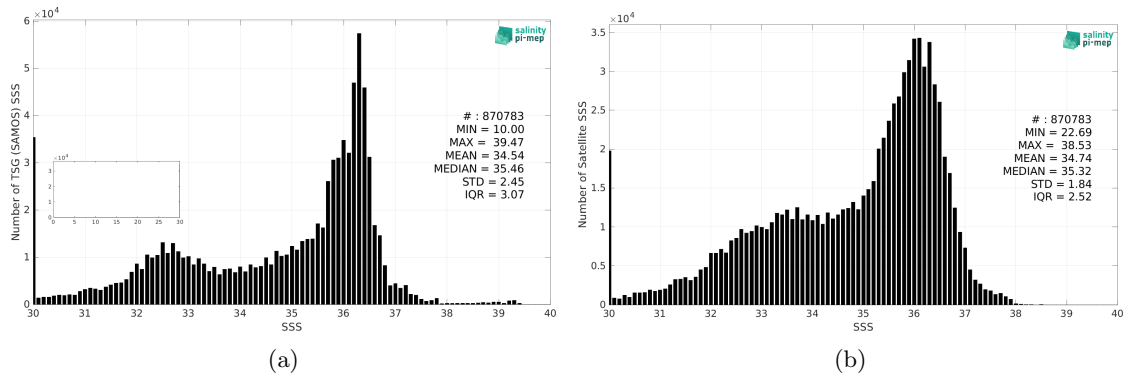 ×10⁴
6
5
4
3
2
1
0
Number of TSG (SAMOS) SSS
salinity
pi-mep
# : 870783
MIN = 10.00
MAX = 39.47
MEAN = 34.54
MEDIAN = 35.46
STD = 2.45
IQR = 3.07
×10⁴
3
2
1
0
0 5 10 15 20 25 30
30 31 32 33 34 35 36 37 38 39 40
SSS
(a)
×10⁴
3.5
3
2.5
2
1.5
1
0.5
0
Number of Satellite SSS
salinity
pi-mep
# : 870783
MIN = 22.69
MAX = 38.53
MEAN = 34.74
MEDIAN = 35.32
STD = 1.84
IQR = 2.52
30 31 32 33 34 35 36 37 38 39 40
SSS
(b)